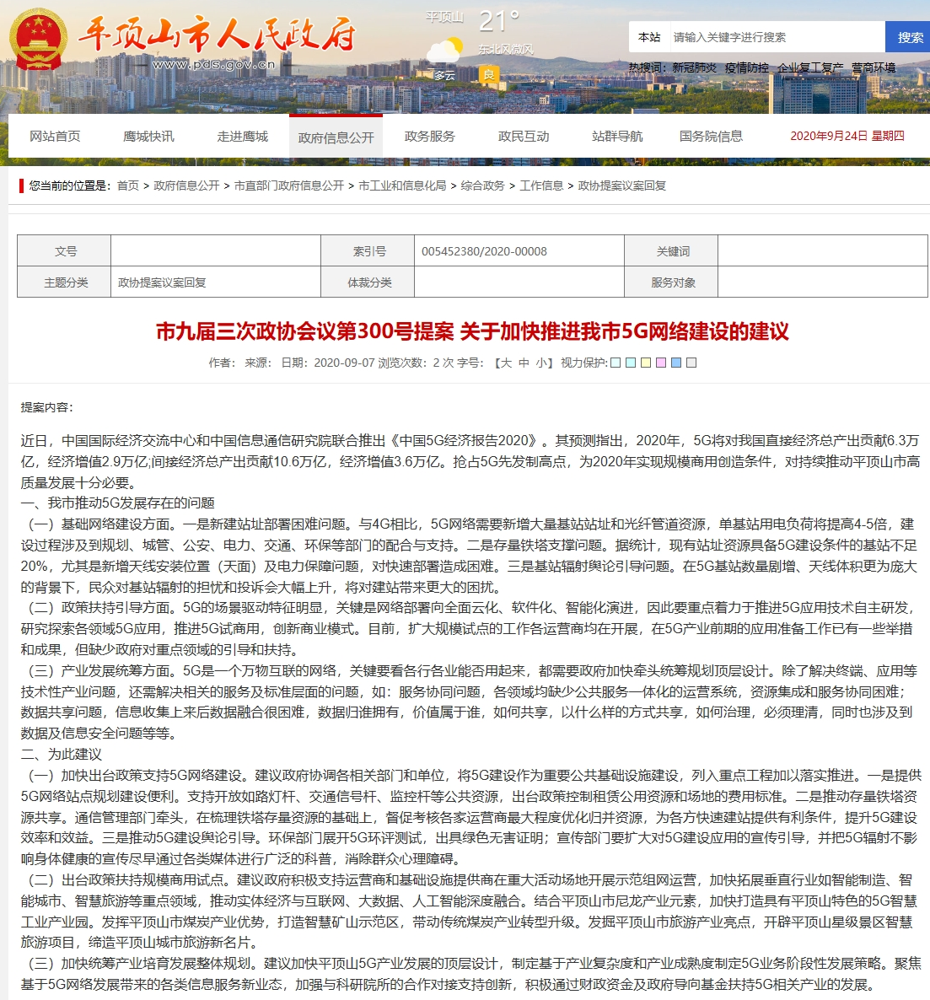 平顶山市人民政府
www.pds.gov.cn
平顶山 21°
东北风微风
多云 良
本站 请输入关键字进行搜索 搜索
热搜词：新冠肺炎 疫情防控 企业复工复产 营商环境
网站首页 鹰城快讯 走进鹰城 政府信息公开 政务服务 政民互动 站群导航 国务院信息 2020年9月24日 星期四
您当前的位置是：首页 > 政府信息公开 > 市直部门政府信息公开 > 市工业和信息化局 > 综合政务 > 工作信息 > 政协提案议案回复
文号 索引号 005452380/2020-00008 关键词
主题分类 政协提案议案回复 体裁分类 服务对象
市九届三次政协会议第300号提案 关于加快推进我市5G网络建设的建议
作者： 来源： 日期：2020-09-07 浏览次数：2 次 字号：【大 中 小】 视力保护:
提案内容：
近日，中国国际经济交流中心和中国信息通信研究院联合推出《中国5G经济报告2020》。其预测指出，2020年，5G将对我国直接经济总产出贡献6.3万
亿，经济增值2.9万亿;间接经济总产出贡献10.6万亿，经济增值3.6万亿。抢占5G先发制高点，为2020年实现规模商用创造条件，对持续推动平顶山市高
质量发展十分必要。
一、我市推动5G发展存在的问题
（一）基础网络建设方面。一是新建站址部署困难问题。与4G相比，5G网络需要新增大量基站站址和光纤管道资源，单基站用电负荷将提高4-5倍，建
设过程涉及到规划、城管、公安、电力、交通、环保等部门的配合与支持。二是存量铁塔支撑问题。据统计，现有站址资源具备5G建设条件的基站不足
20%，尤其是新增天线安装位置（天面）及电力保障问题，对快速部署造成困难。三是基站辐射舆论引导问题。在5G基站数量剧增、天线体积更为庞大
的背景下，民众对基站辐射的担忧和投诉会大幅上升，将对建站带来更大的困扰。
（二）政策扶持引导方面。5G的场景驱动特征明显，关键是网络部署向全面云化、软件化、智能化演进，因此要重点着力于推进5G应用技术自主研发，
研究探索各领域5G应用，推进5G试商用，创新商业模式。目前，扩大规模试点的工作各运营商均在开展，在5G产业前期的应用准备工作已有一些举措
和成果，但缺少政府对重点领域的引导和扶持。
（三）产业发展统筹方面。5G是一个万物互联的网络，关键要看各行各业能否用起来，都需要政府加快牵头统筹规划顶层设计。除了解决终端、应用等
技术性产业问题，还需解决相关的服务及标准层面的问题，如：服务协同问题，各领域均缺少公共服务一体化的运营系统，资源集成和服务协同困难；
数据共享问题，信息收集上来后数据融合很困难，数据归谁拥有，价值属于谁，如何共享，以什么样的方式共享，如何治理，必须理清，同时也涉及到
数据及信息安全问题等等。
二、为此建议
（一）加快出台政策支持5G网络建设。建议政府协调各相关部门和单位，将5G建设作为重要公共基础设施建设，列入重点工程加以落实推进。一是提供
5G网络站点规划建设便利。支持开放如路灯杆、交通信号杆、监控杆等公共资源，出台政策控制租赁公用资源和场地的费用标准。二是推动存量铁塔资
源共享。通信管理部门牵头，在梳理铁塔存量资源的基础上，督促考核各家运营商最大程度优化归并资源，为各方快速建站提供有利条件，提升5G建设
效率和效益。三是推动5G建设舆论引导。环保部门展开5G环评测试，出具绿色无害证明；宣传部门要扩大对5G建设应用的宣传引导，并把5G辐射不影
响身体健康的宣传尽早通过各类媒体进行广泛的科普，消除群众心理障碍。
（二）出台政策扶持规模商用试点。建议政府积极支持运营商和基础设施提供商在重大活动场地开展示范组网运营，加快拓展垂直行业如智能制造、智
能城市、智慧旅游等重点领域，推动实体经济与互联网、大数据、人工智能深度融合。结合平顶山市尼龙产业元素，加快打造具有平顶山特色的5G智慧
工业产业园。发挥平顶山市煤炭产业优势，打造智慧矿山示范区，带动传统煤炭产业转型升级。发掘平顶山市旅游产业亮点，开辟平顶山星级景区智慧
旅游项目，缔造平顶山城市旅游新名片。
（三）加快统筹产业培育发展整体规划。建议加快平顶山5G产业发展的顶层设计，制定基于产业复杂度和产业成熟度制定5G业务阶段性发展策略。聚焦
基于5G网络发展带来的各类信息服务新业态，加强与科研院所的合作对接支持创新，积极通过财政资金及政府导向基金扶持5G相关产业的发展。